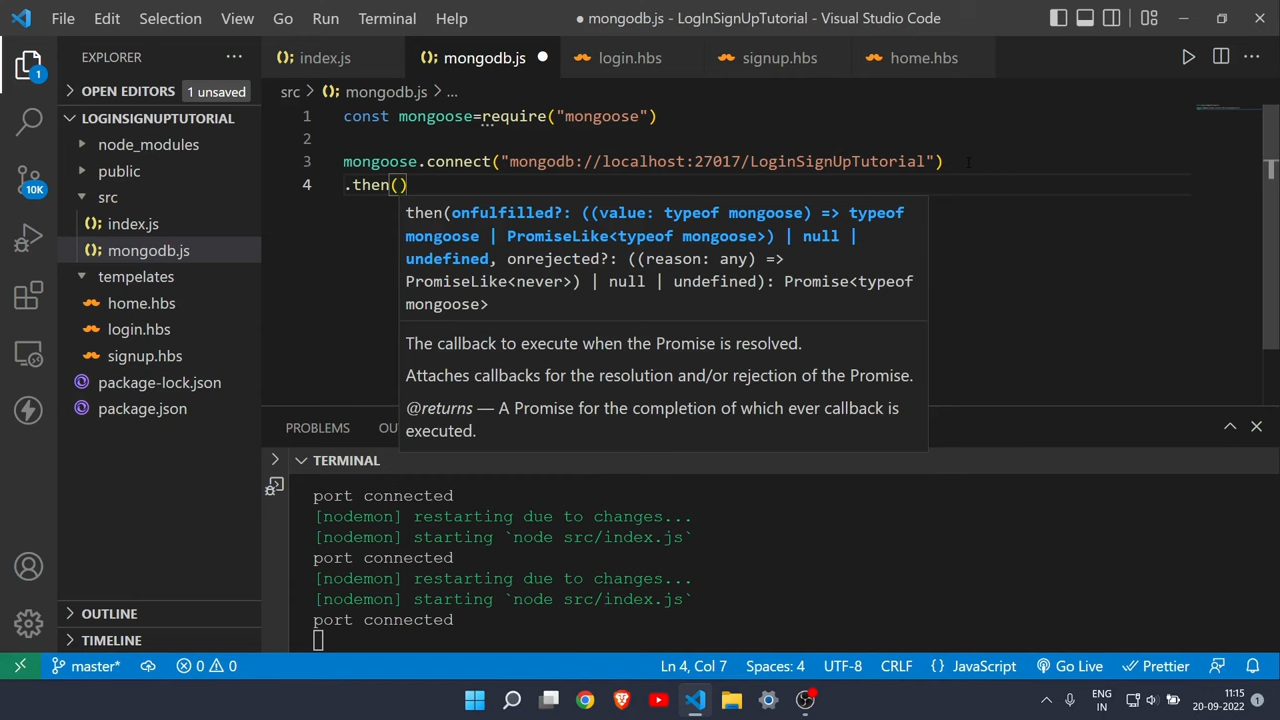 File Edit Selection View Go Run Terminal Help ● mongodb.js - LogInSignUpTutorial - Visual Studio Code
EXPLORER ...
1
OPEN EDITORS 1 unsaved
LOGINSIGNUPTUTORIAL
node_modules
public
src
index.js
mongodb.js
tempelates
home.hbs
login.hbs
signup.hbs
package-lock.json
package.json
OUTLINE
TIMELINE
10K
index.js mongodb.js ● login.hbs signup.hbs home.hbs ...
src > mongodb.js > ...
1 const mongoose=require("mongoose")
2
3 mongoose.connect("mongodb://localhost:27017/LoginSignUpTutorial")
4 .then()
then(onfulfilled?: ((value: typeof mongoose) => typeof
mongoose | PromiseLike<typeof mongoose>) | null |
undefined, onrejected?: ((reason: any) =>
PromiseLike<never>) | null | undefined): Promise<typeof
mongoose>
The callback to execute when the Promise is resolved.
Attaches callbacks for the resolution and/or rejection of the Promise.
@returns — A Promise for the completion of which ever callback is
executed.
PROBLEMS OU
TERMINAL
port connected
[nodemon] restarting due to changes...
[nodemon] starting `node src/index.js`
port connected
[nodemon] restarting due to changes...
[nodemon] starting `node src/index.js`
port connected
master* 0 0 Ln 4, Col 7 Spaces: 4 UTF-8 CRLF {} JavaScript Go Live Prettier
ENG
IN
11:15
20-09-2022
1